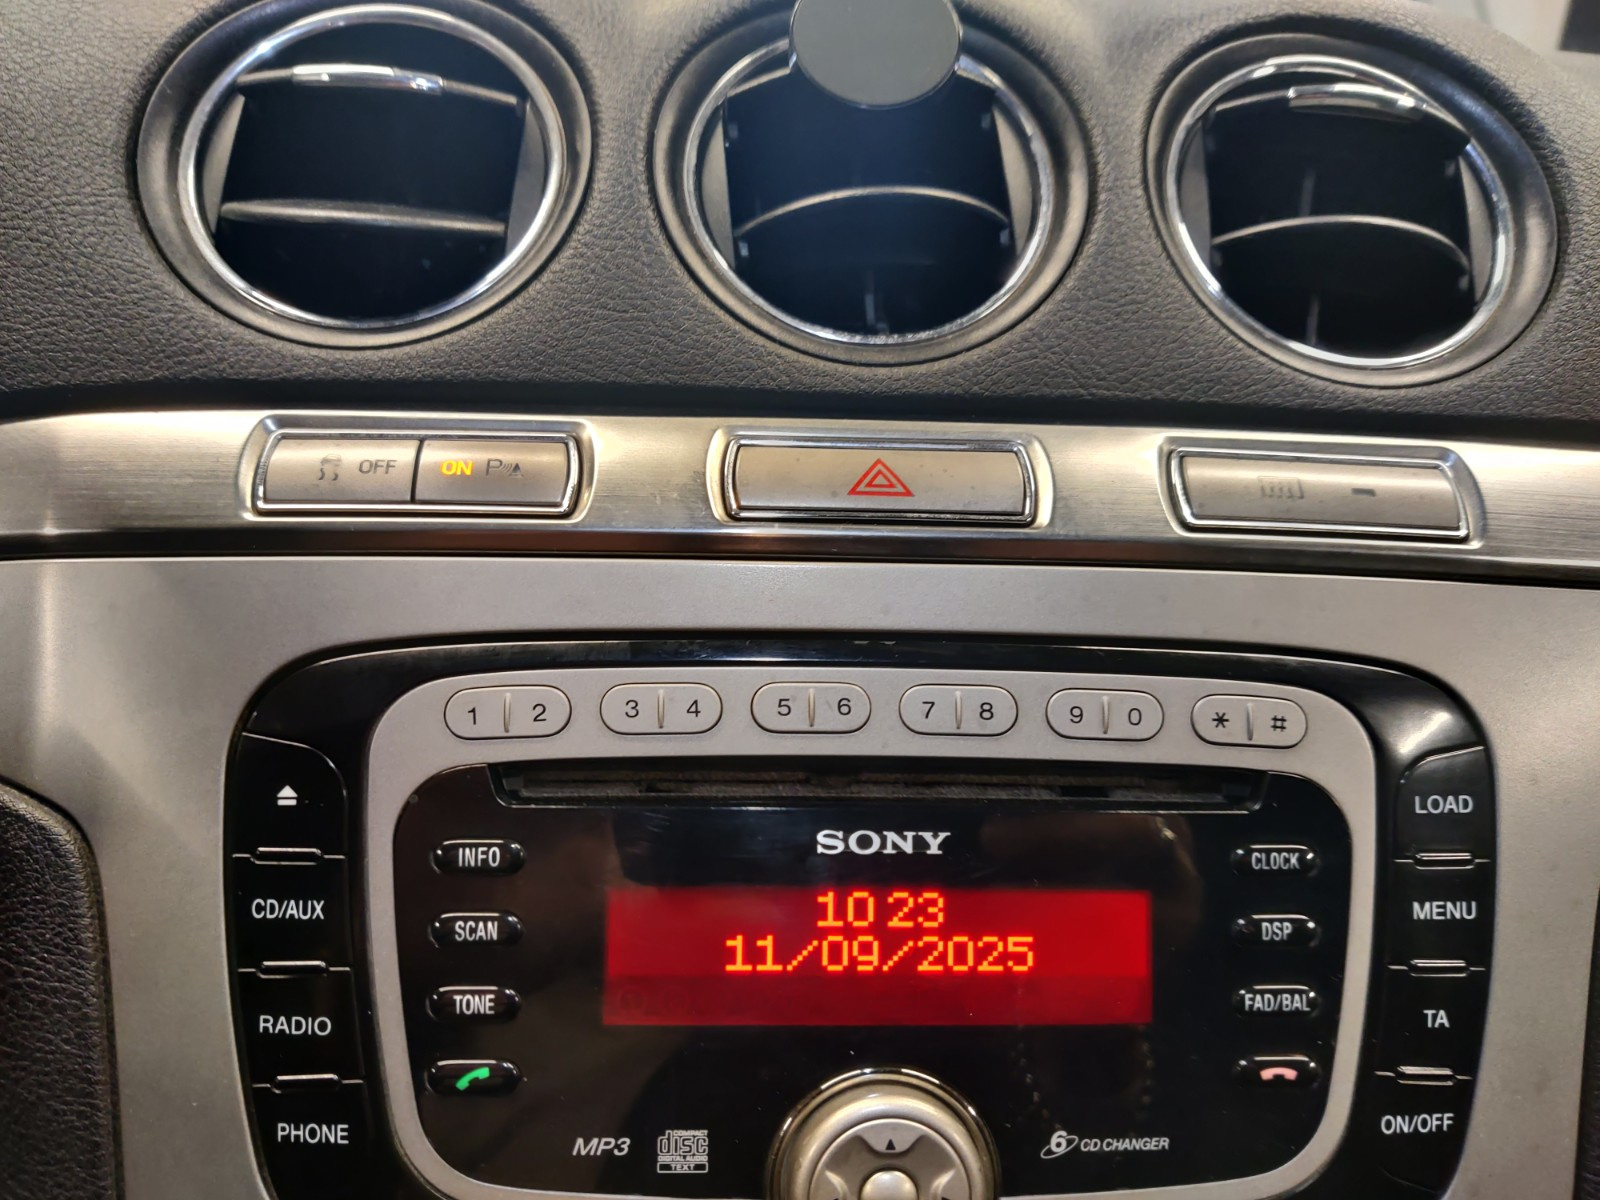 OFF ON P
1 2 3 4 5 6 7 8 9 0 * #
LOAD
SONY
INFO
CLOCK
10 23
CD/AUX
MENU
SCAN
DSP
11/09/2025
TONE
FAD/BAL
RADIO
TA
PHONE
ON/OFF
MP3
COMPACT
disc
DIGITAL AUDIO
TEXT
6 CD CHANGER